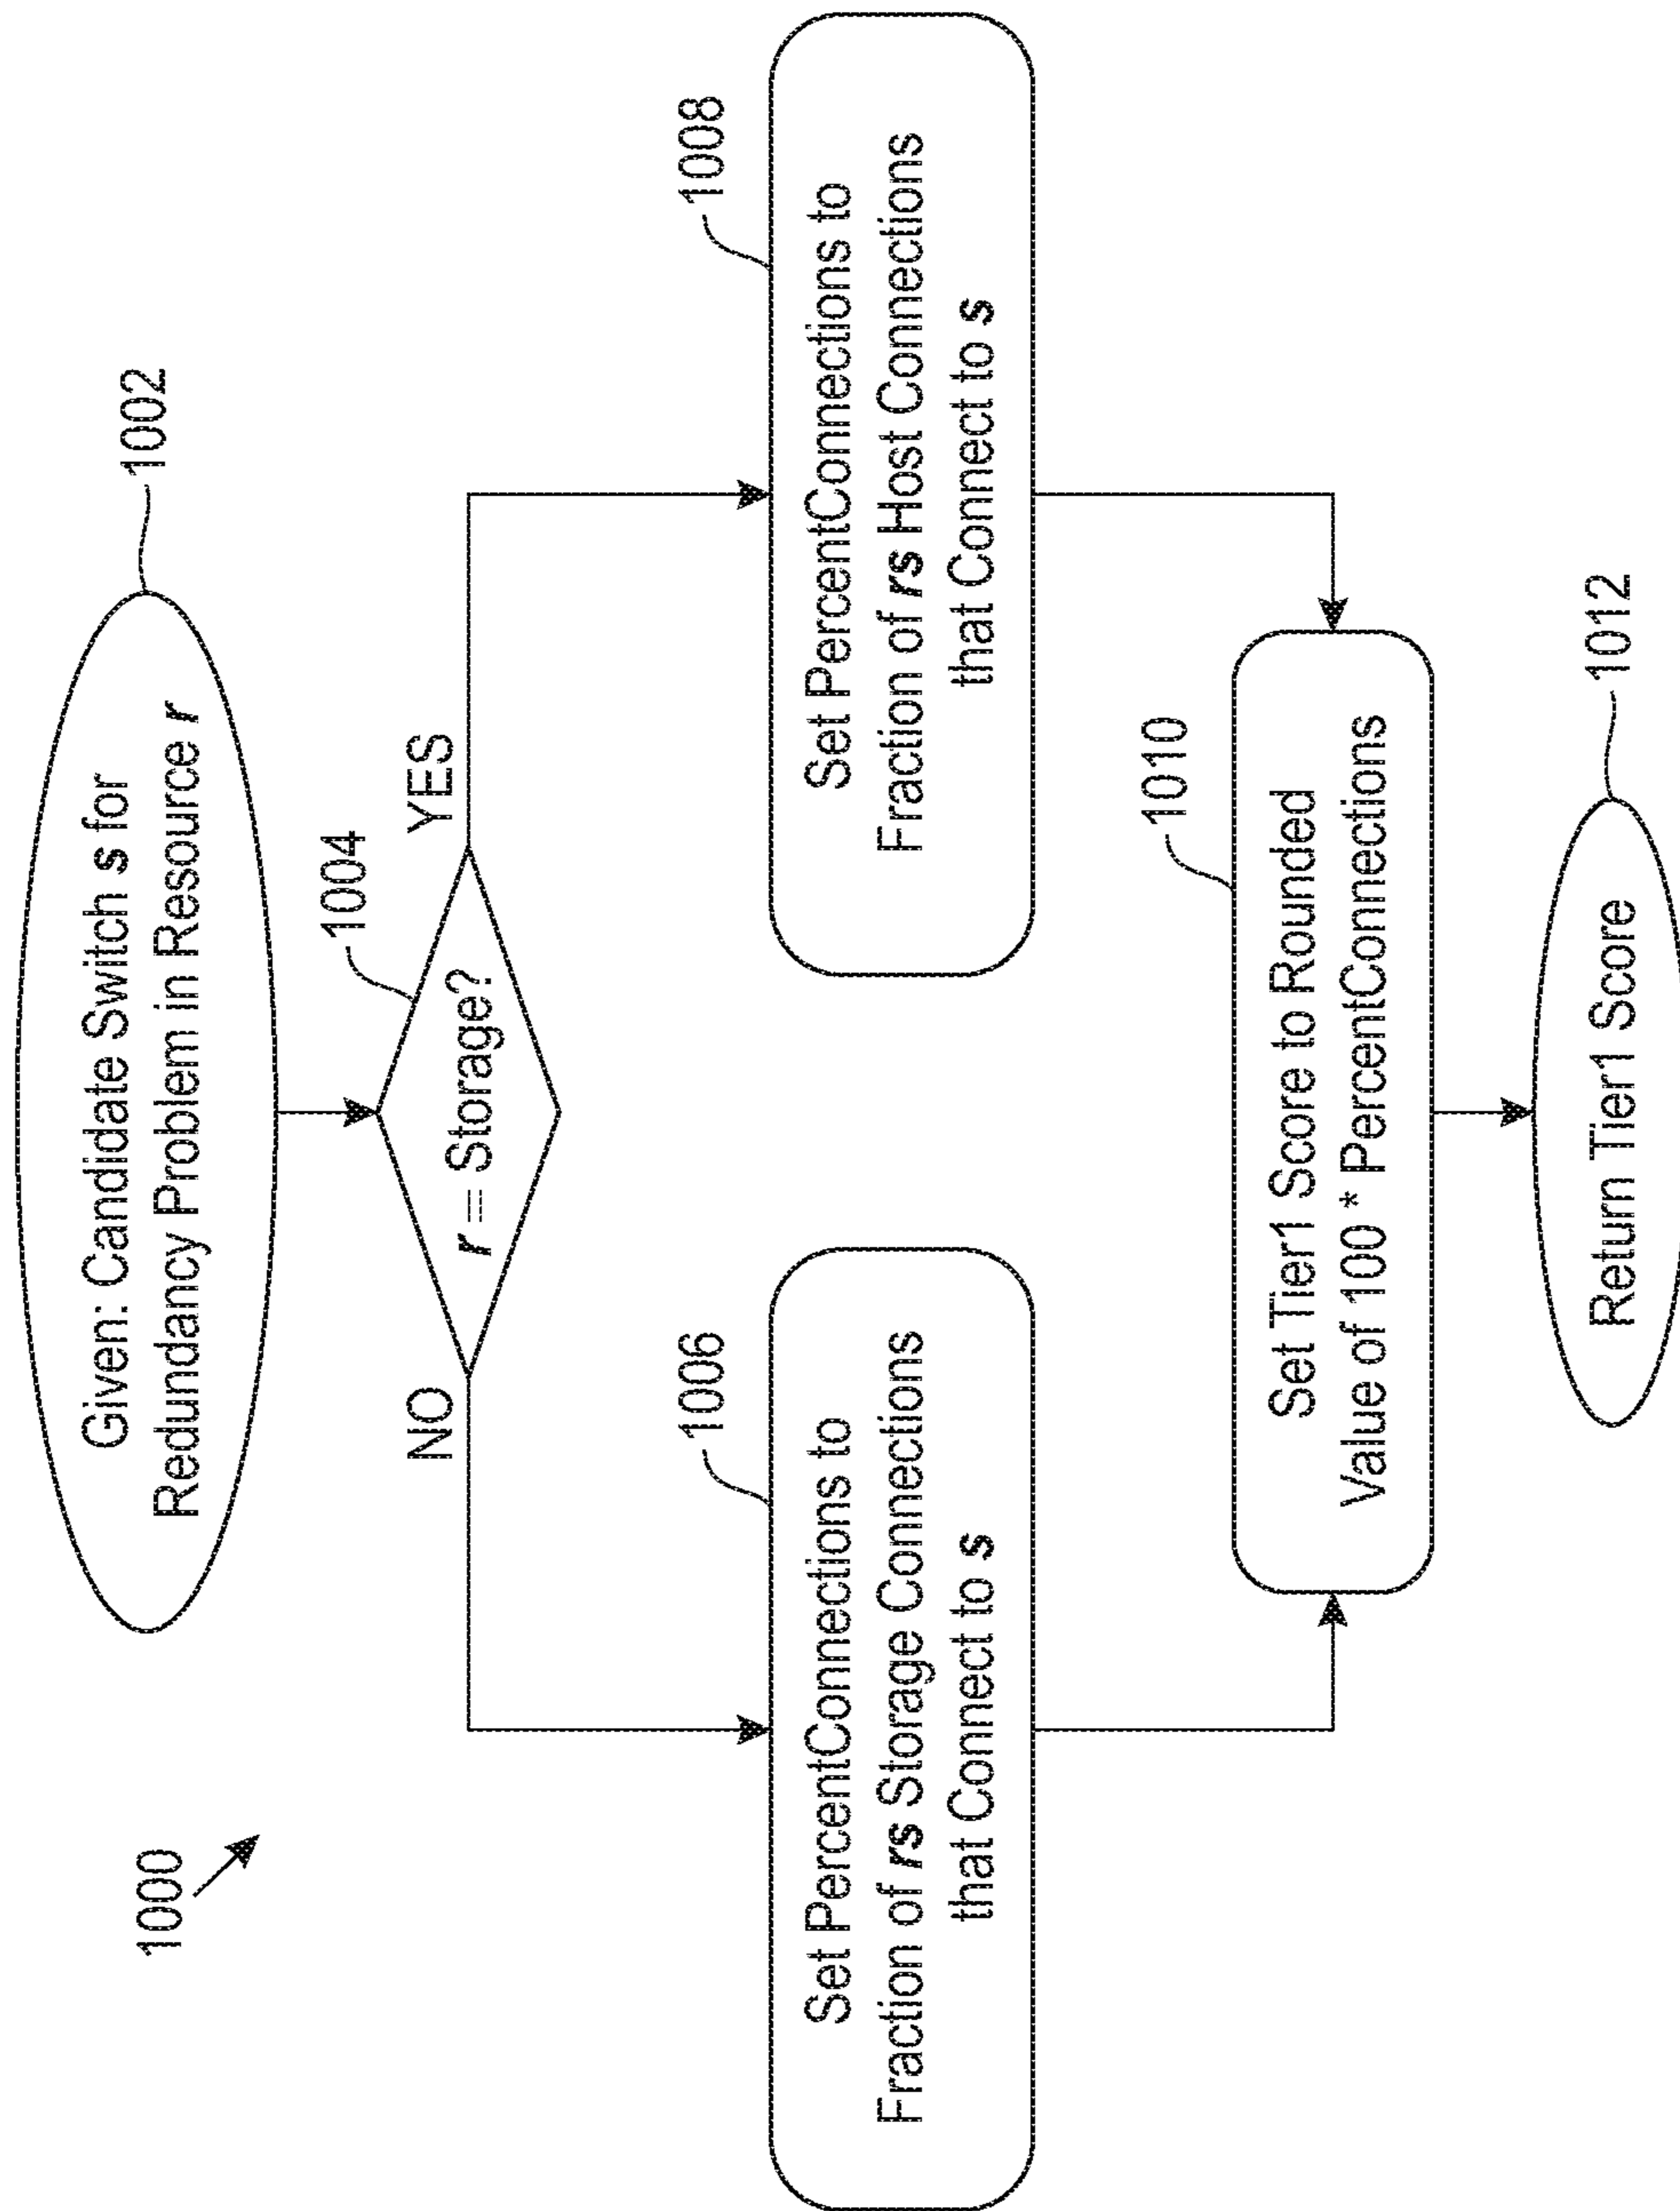 1000
Given: Candidate Switch s for
Redundancy Problem in Resource r
1002
r = Storage?
1004
NO
YES
Set PercentConnections to
Fraction of rs Storage Connections
that Connect to s
1006
Set PercentConnections to
Fraction of rs Host Connections
that Connect to s
1008
Set Tier1 Score to Rounded
Value of 100 * PercentConnections
1010
Return Tier1 Score
1012